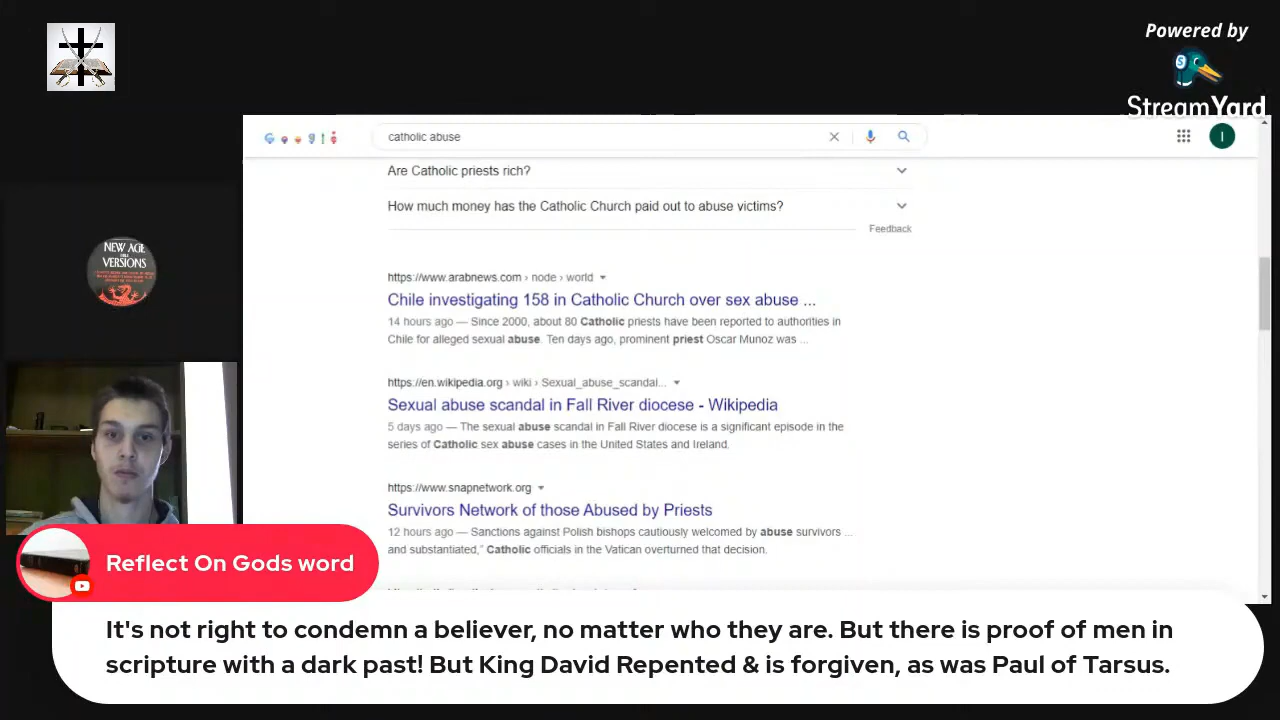 Powered by
StreamYard
Google
catholic abuse
I
Are Catholic priests rich?
How much money has the Catholic Church paid out to abuse victims?
Feedback
https://www.arabnews.com › node › world
Chile investigating 158 in Catholic Church over sex abuse ...
14 hours ago — Since 2000, about 80 Catholic priests have been reported to authorities in
Chile for alleged sexual abuse. Ten days ago, prominent priest Oscar Munoz was ...
https://en.wikipedia.org › wiki › Sexual_abuse_scandal...
Sexual abuse scandal in Fall River diocese - Wikipedia
5 days ago — The sexual abuse scandal in Fall River diocese is a significant episode in the
series of Catholic sex abuse cases in the United States and Ireland.
https://www.snapnetwork.org
Survivors Network of those Abused by Priests
12 hours ago — Sanctions against Polish bishops cautiously welcomed by abuse survivors ...
and substantiated,” Catholic officials in the Vatican overturned that decision.
NEW AGE
VERSIONS
Reflect On Gods word
It's not right to condemn a believer, no matter who they are. But there is proof of men in
scripture with a dark past! But King David Repented & is forgiven, as was Paul of Tarsus.